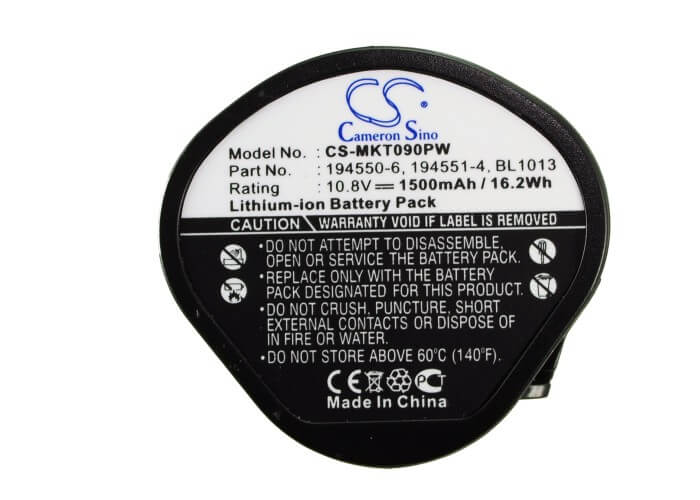 CS
Cameron Sino
Model No. : CS-MKT090PW
Part No. : 194550-6, 194551-4, BL1013
Rating : 10.8V⎓ 1500mAh / 16.2Wh
Lithium-ion Battery Pack
CAUTION WARRANTY VOID IF LABEL IS REMOVED
•DO NOT ATTEMPT TO DISASSEMBLE,
OPEN OR SERVICE BATTERY PACK.
•REPLACE ONLY WITH THE BATTERY
PACK DESIGNATED FOR THIS PRODUCT.
•DO NOT CRUSH, PUNCTURE, SHORT
EXTERNAL CONTACTS OR DISPOSE OF
IN FIRE OR WATER.
•DO NOT STORE ABOVE 60°C (140°F).
CE PCT
Made In China